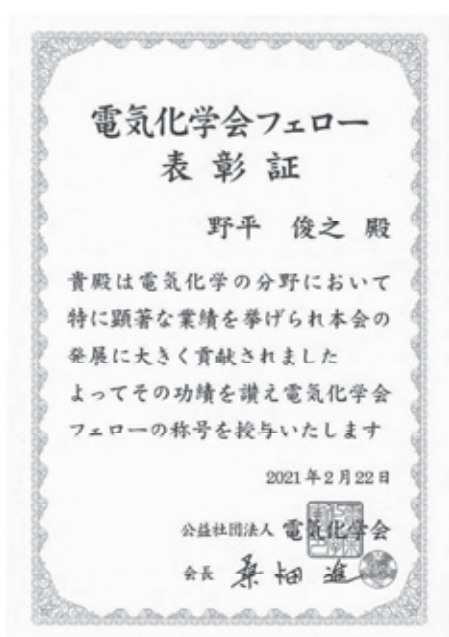 電気化学会フェロー
表彰証
野平 俊之 殿
貴殿は電気化学の分野において
特に顕著な業績を挙げられ本会の
発展に大きく貢献されました
よってその功績を讃え電気化学会
フェローの称号を授与いたします
2021年2月22日
公益社団法人 電気化学会
会長 桑畑 進